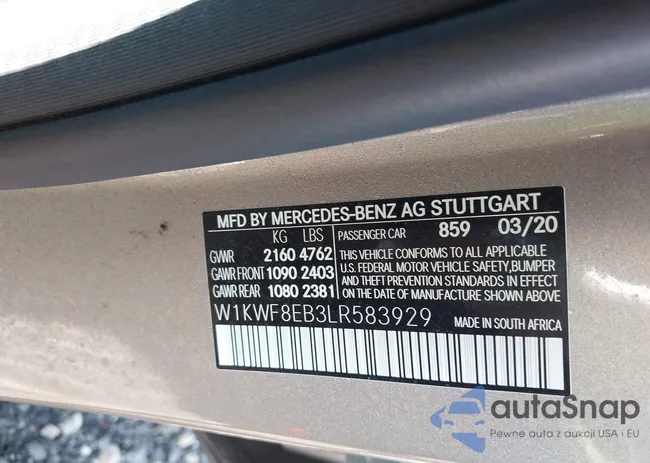 MFD BY MERCEDES-BENZ AG STUTTGART
KG LBS PASSENGER CAR 859 03/20
GVWR 2160 4762
GAWR FRONT 1090 2403
GAWR REAR 1080 2381
THIS VEHICLE CONFORMS TO ALL APPLICABLE
U.S. FEDERAL MOTOR VEHICLE SAFETY,BUMPER
AND THEFT PREVENTION STANDARDS IN EFFECT
ON THE DATE OF MANUFACTURE SHOWN ABOVE
W1KWF8EB3LR583929 MADE IN SOUTH AFRICA
autaSnap
Pewne auta z aukcji USA i EU